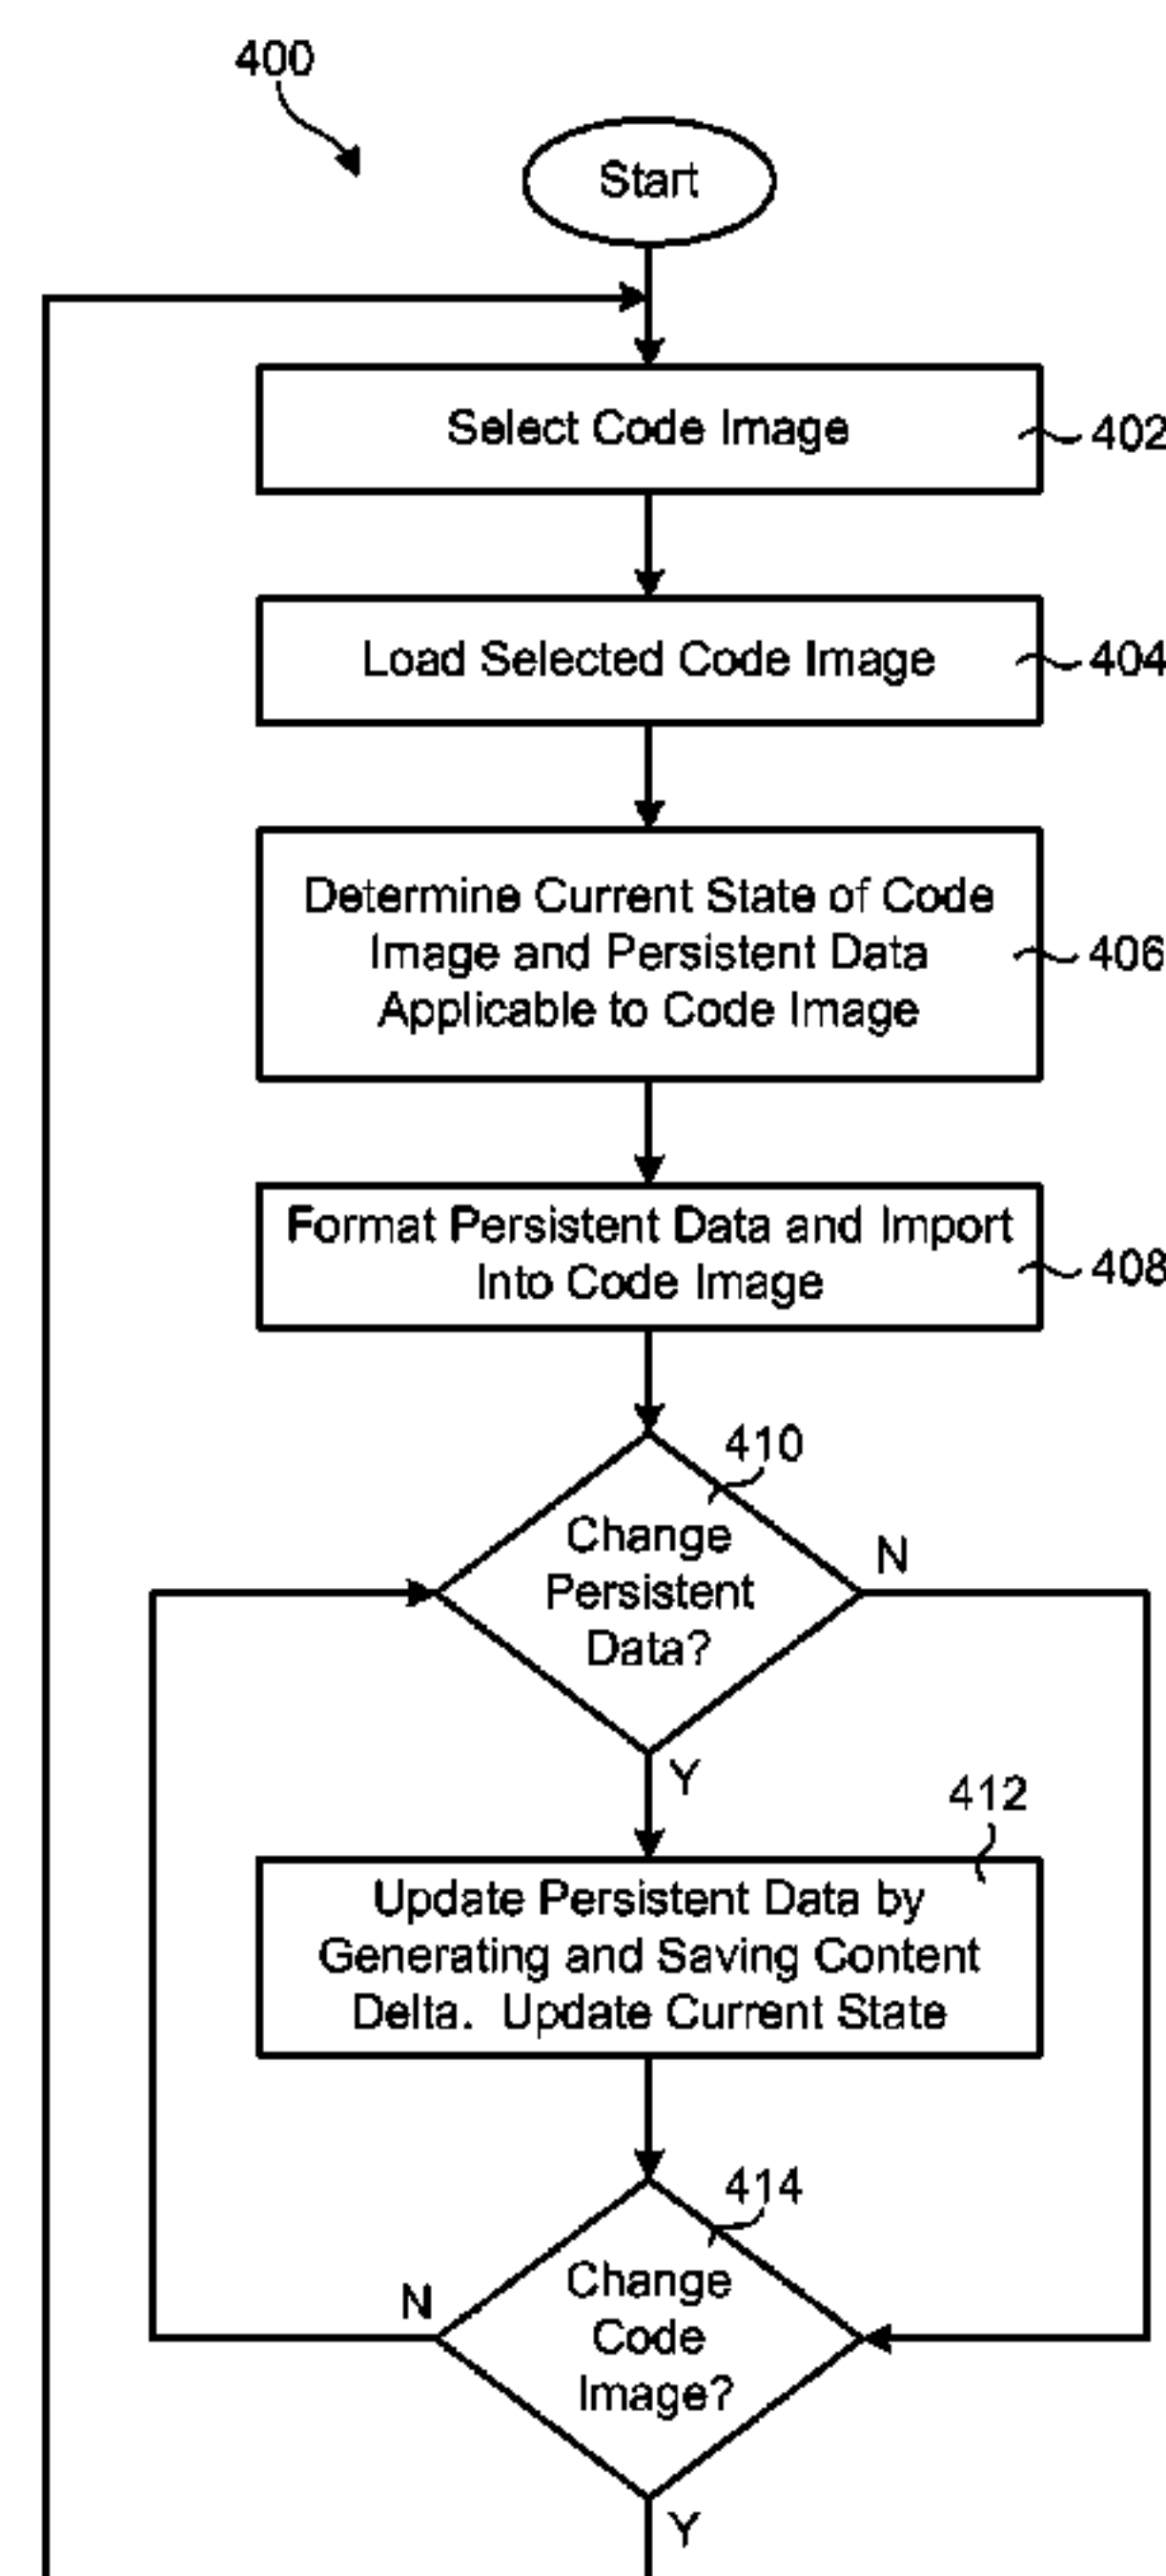 400
Start
Select Code Image
402
Load Selected Code Image
404
Determine Current State of Code
Image and Persistent Data
Applicable to Code Image
406
Format Persistent Data and Import
Into Code Image
408
410
Change
Persistent
Data?
N
Y
412
Update Persistent Data by
Generating and Saving Content
Delta.  Update Current State
414
Change
Code
Image?
N
Y